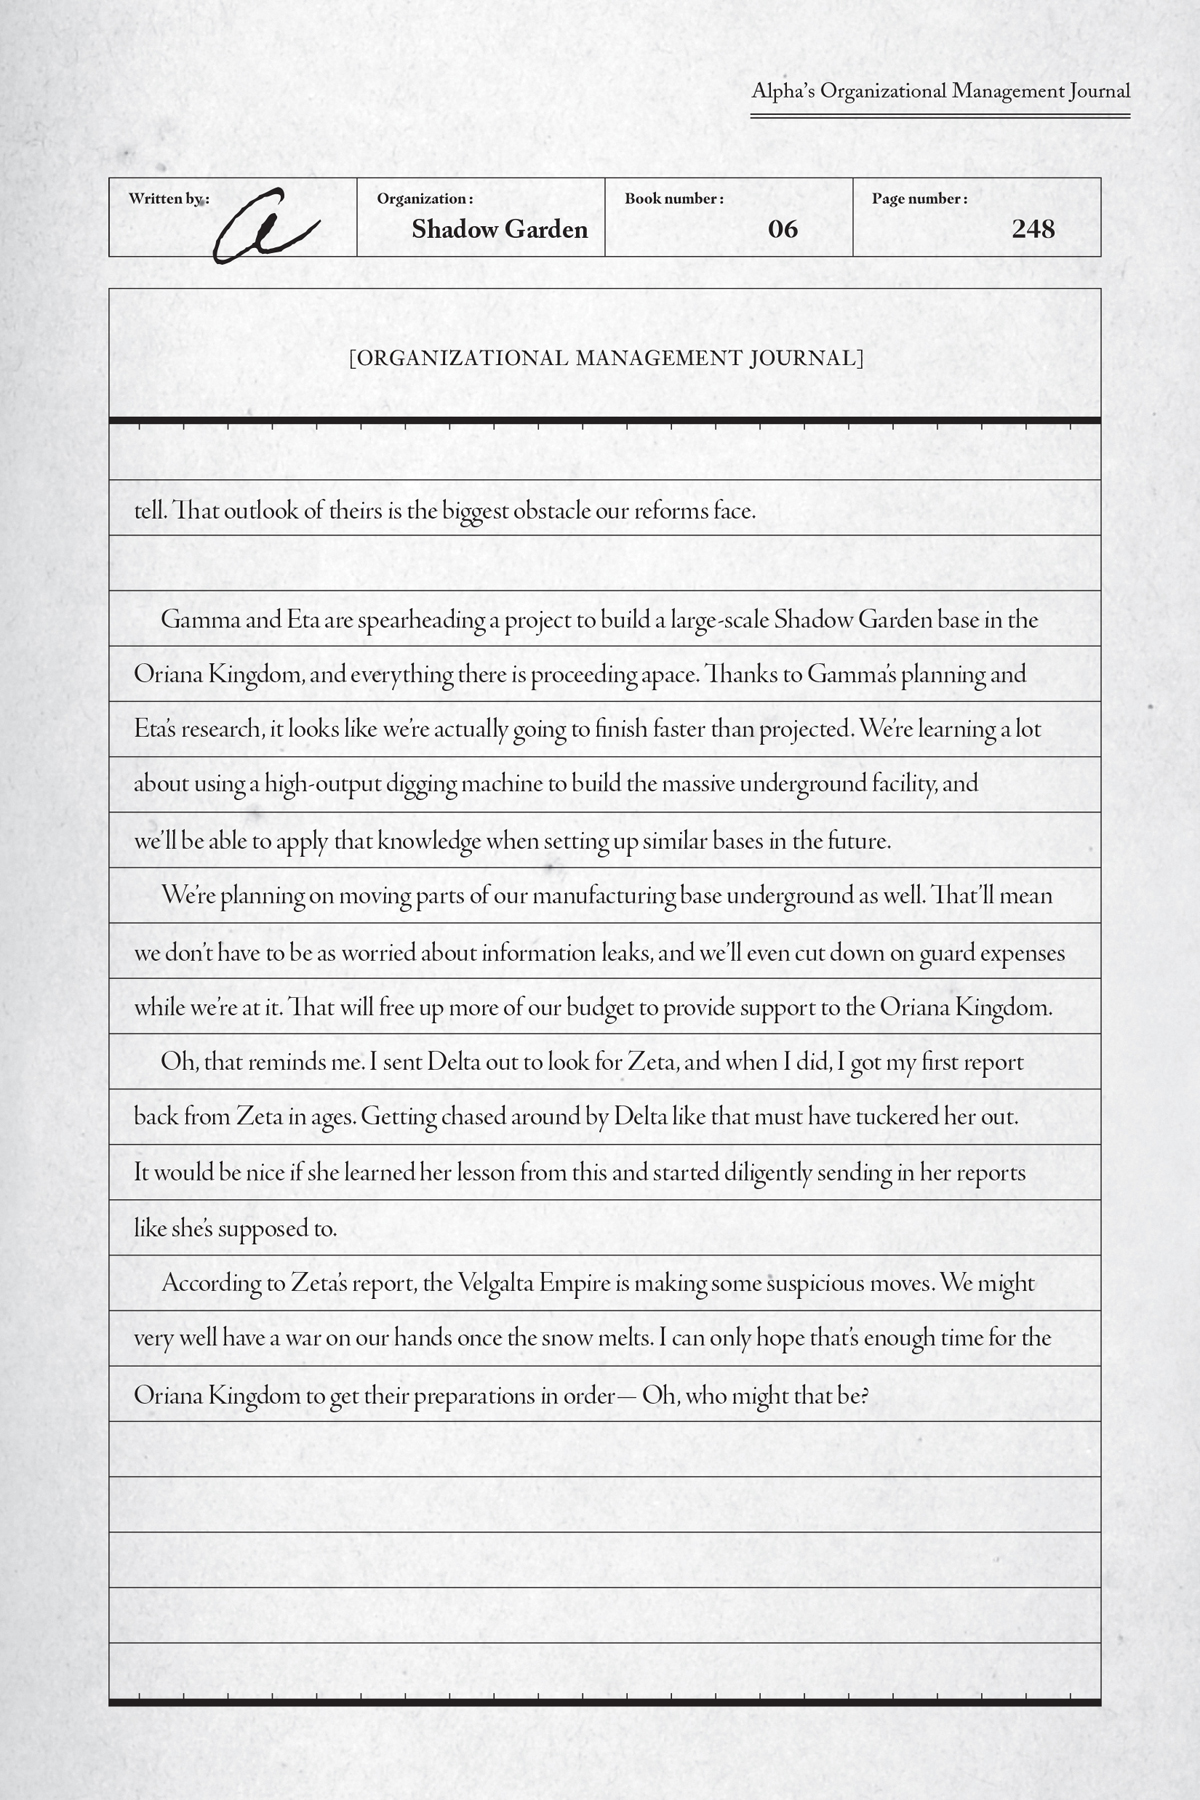 Alpha's Organizational Management Journal
Written by: a
Organization: Shadow Garden
Book number: 06
Page number: 248
[ORGANIZATIONAL MANAGEMENT JOURNAL]
tell. That outlook of theirs is the biggest obstacle our reforms face.
Gamma and Eta are spearheading a project to build a large-scale Shadow Garden base in the
Oriana Kingdom, and everything there is proceeding apace. Thanks to Gamma's planning and
Eta's research, it looks like we're actually going to finish faster than projected. We're learning a lot
about using a high-output digging machine to build the massive underground facility, and
we'll be able to apply that knowledge when setting up similar bases in the future.
We're planning on moving parts of our manufacturing base underground as well. That'll mean
we don't have to be as worried about information leaks, and we'll even cut down on guard expenses
while we're at it. That will free up more of our budget to provide support to the Oriana Kingdom.
Oh, that reminds me. I sent Delta out to look for Zeta, and when I did, I got my first report
back from Zeta in ages. Getting chased around by Delta like that must have tuckered her out.
It would be nice if she learned her lesson from this and started diligently sending in her reports
like she's supposed to.
According to Zeta's report, the Velgalta Empire is making some suspicious moves. We might
very well have a war on our hands once the snow melts. I can only hope that's enough time for the
Oriana Kingdom to get their preparations in order— Oh, who might that be?